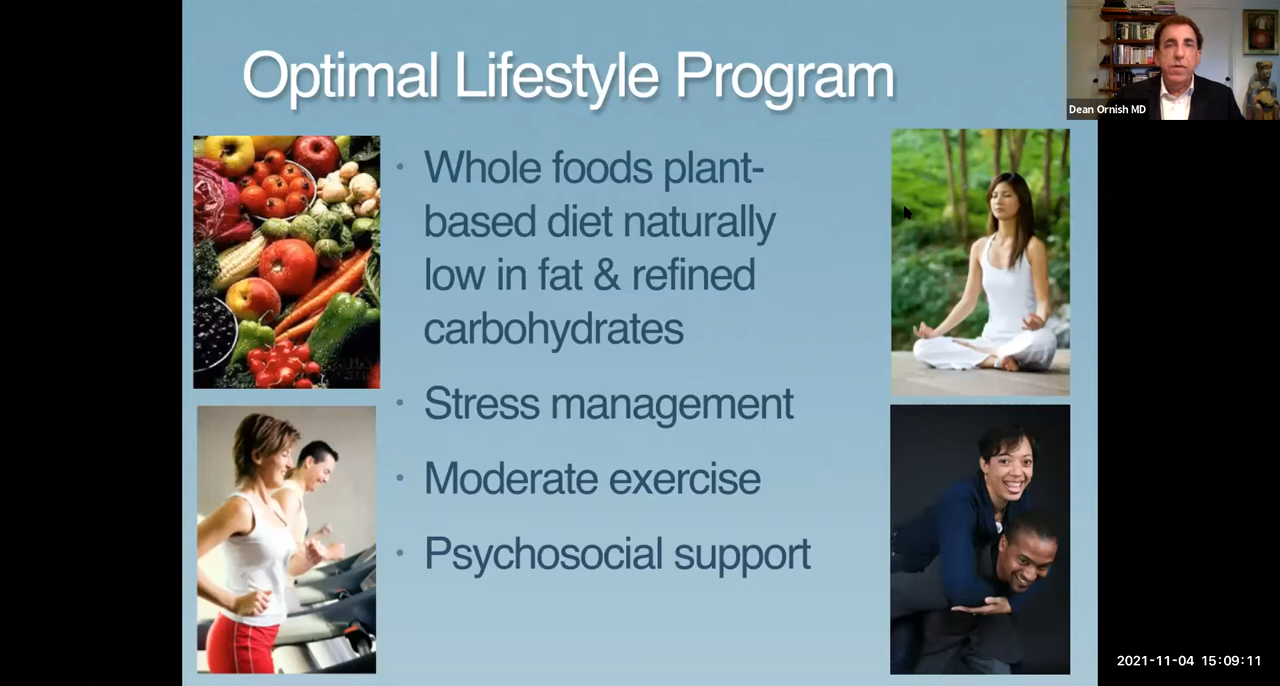 Optimal Lifestyle Program
Dean Ornish MD
• Whole foods plant-
based diet naturally
low in fat & refined
carbohydrates
• Stress management
• Moderate exercise
• Psychosocial support
2021-11-04 15:09:11